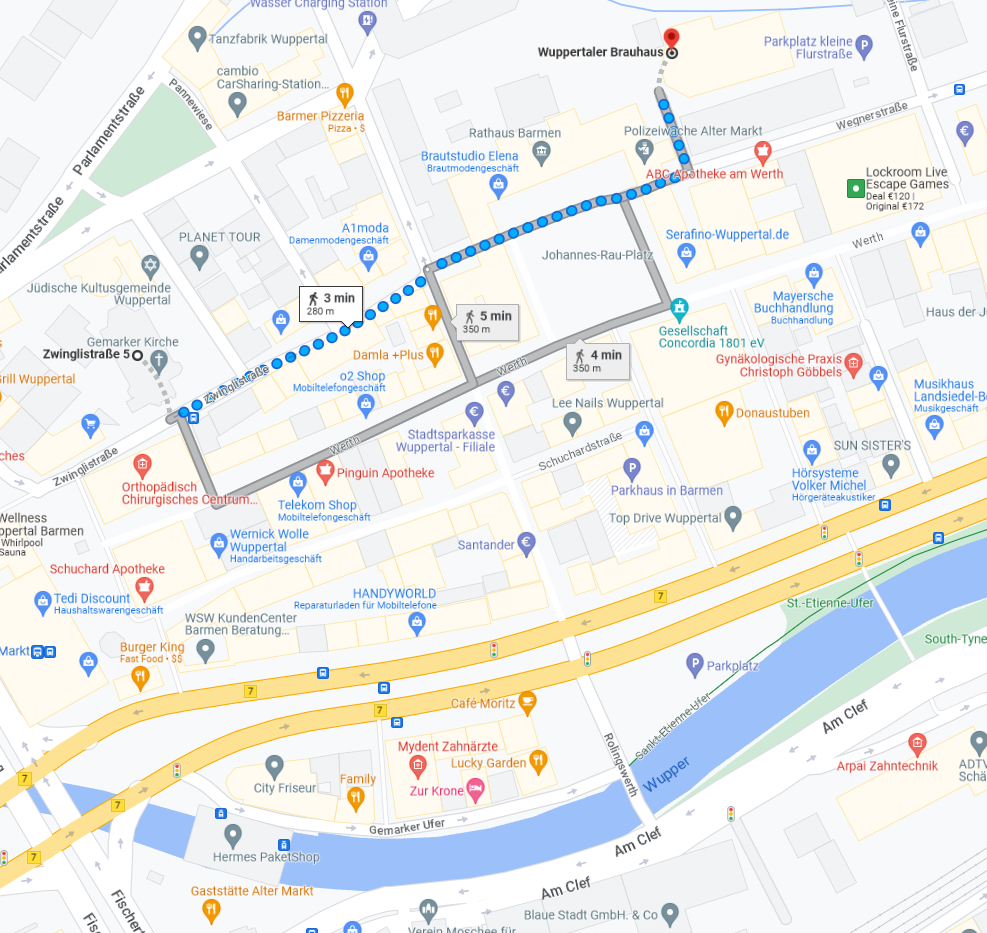 Wasser Charging Station
Tanzfabrik Wuppertal
Wuppertaler Brauhaus
Parkplatz kleine
Flurstraße
eine Flurstraße
cambio
CarSharing-Station...
Pannewiese
Parlamentstraße
Barmer Pizzeria
Pizza • $
Rathaus Barmen
Polizeiwache Alter Markt
Wegnerstraße
Brautstudio Elena
Brautmodengeschäft
ABC Apotheke am Werth
Lockroom Live
Escape Games
Deal €120 |
Original €172
arlamentstraße
A1moda
Damenmodengeschäft
PLANET TOUR
Serafino-Wuppertal.de
Werth
Johannes-Rau-Platz
Jüdische Kultusgemeinde
Wuppertal
3 min
280 m
Mayersche
Buchhandlung
Buchhandlung
Haus der J
5 min
350 m
Gesellschaft
Concordia 1801 eV
Gemarker Kirche
Zwinglistraße 5
Damla +Plus
4 min
350 m
Werth
Gynäkologische Praxis
Christoph Göbbels
Grill Wuppertal
o2 Shop
Mobiltelefongeschäft
Zwinglistraße
Musikhaus
Landsiedel-Be
Musikgeschäft
Lee Nails Wuppertal
Donaustuben
Stadtsparkasse
Wuppertal - Filiale
Werth
Schuchardstraße
SUN SISTER'S
ches
Zwinglistraße
Pinguin Apotheke
Hörsysteme
Volker Michel
Hörgeräteakustiker
Orthopädisch
Chirurgisches Centrum...
Parkhaus in Barmen
Telekom Shop
Mobiltelefongeschäft
Wellness
ppertal Barmen
Whirlpool
Sauna
Top Drive Wuppertal
Wernick Wolle
Wuppertal
Handarbeitsgeschäft
Santander
Schuchard Apotheke
Tedi Discount
Haushaltswarengeschäft
HANDYWORLD
Reparaturladen für Mobiltelefone
7
St.-Etienne-Ufer
WSW KundenCenter
Barmen Beratung...
South-Tyne
Markt
Burger King
Fast Food • $$
Parkplatz
7
Café Moritz
7
Sankt-Etienne-Ufer
Am Clef
Mydent Zahnärzte
Lucky Garden
Rolingswerth
Arpai Zahntechnik
ADTV
Schä
Family
City Friseur
Zur Krone
Wupper
7
7
Gemarker Ufer
Am Clef
7
Hermes PaketShop
Gaststätte Alter Markt
Am Clef
Blaue Stadt GmbH. & Co
Verein Moschee für